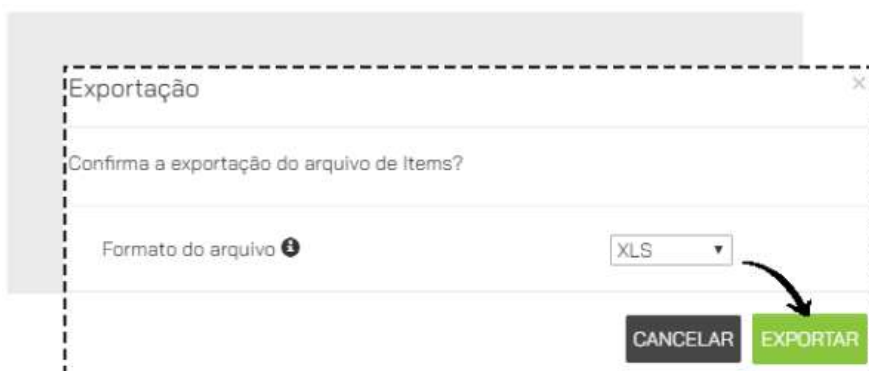 Exportação
×
Confirma a exportação do arquivo de Items?
Formato do arquivo
XLS
CANCELAR EXPORTAR